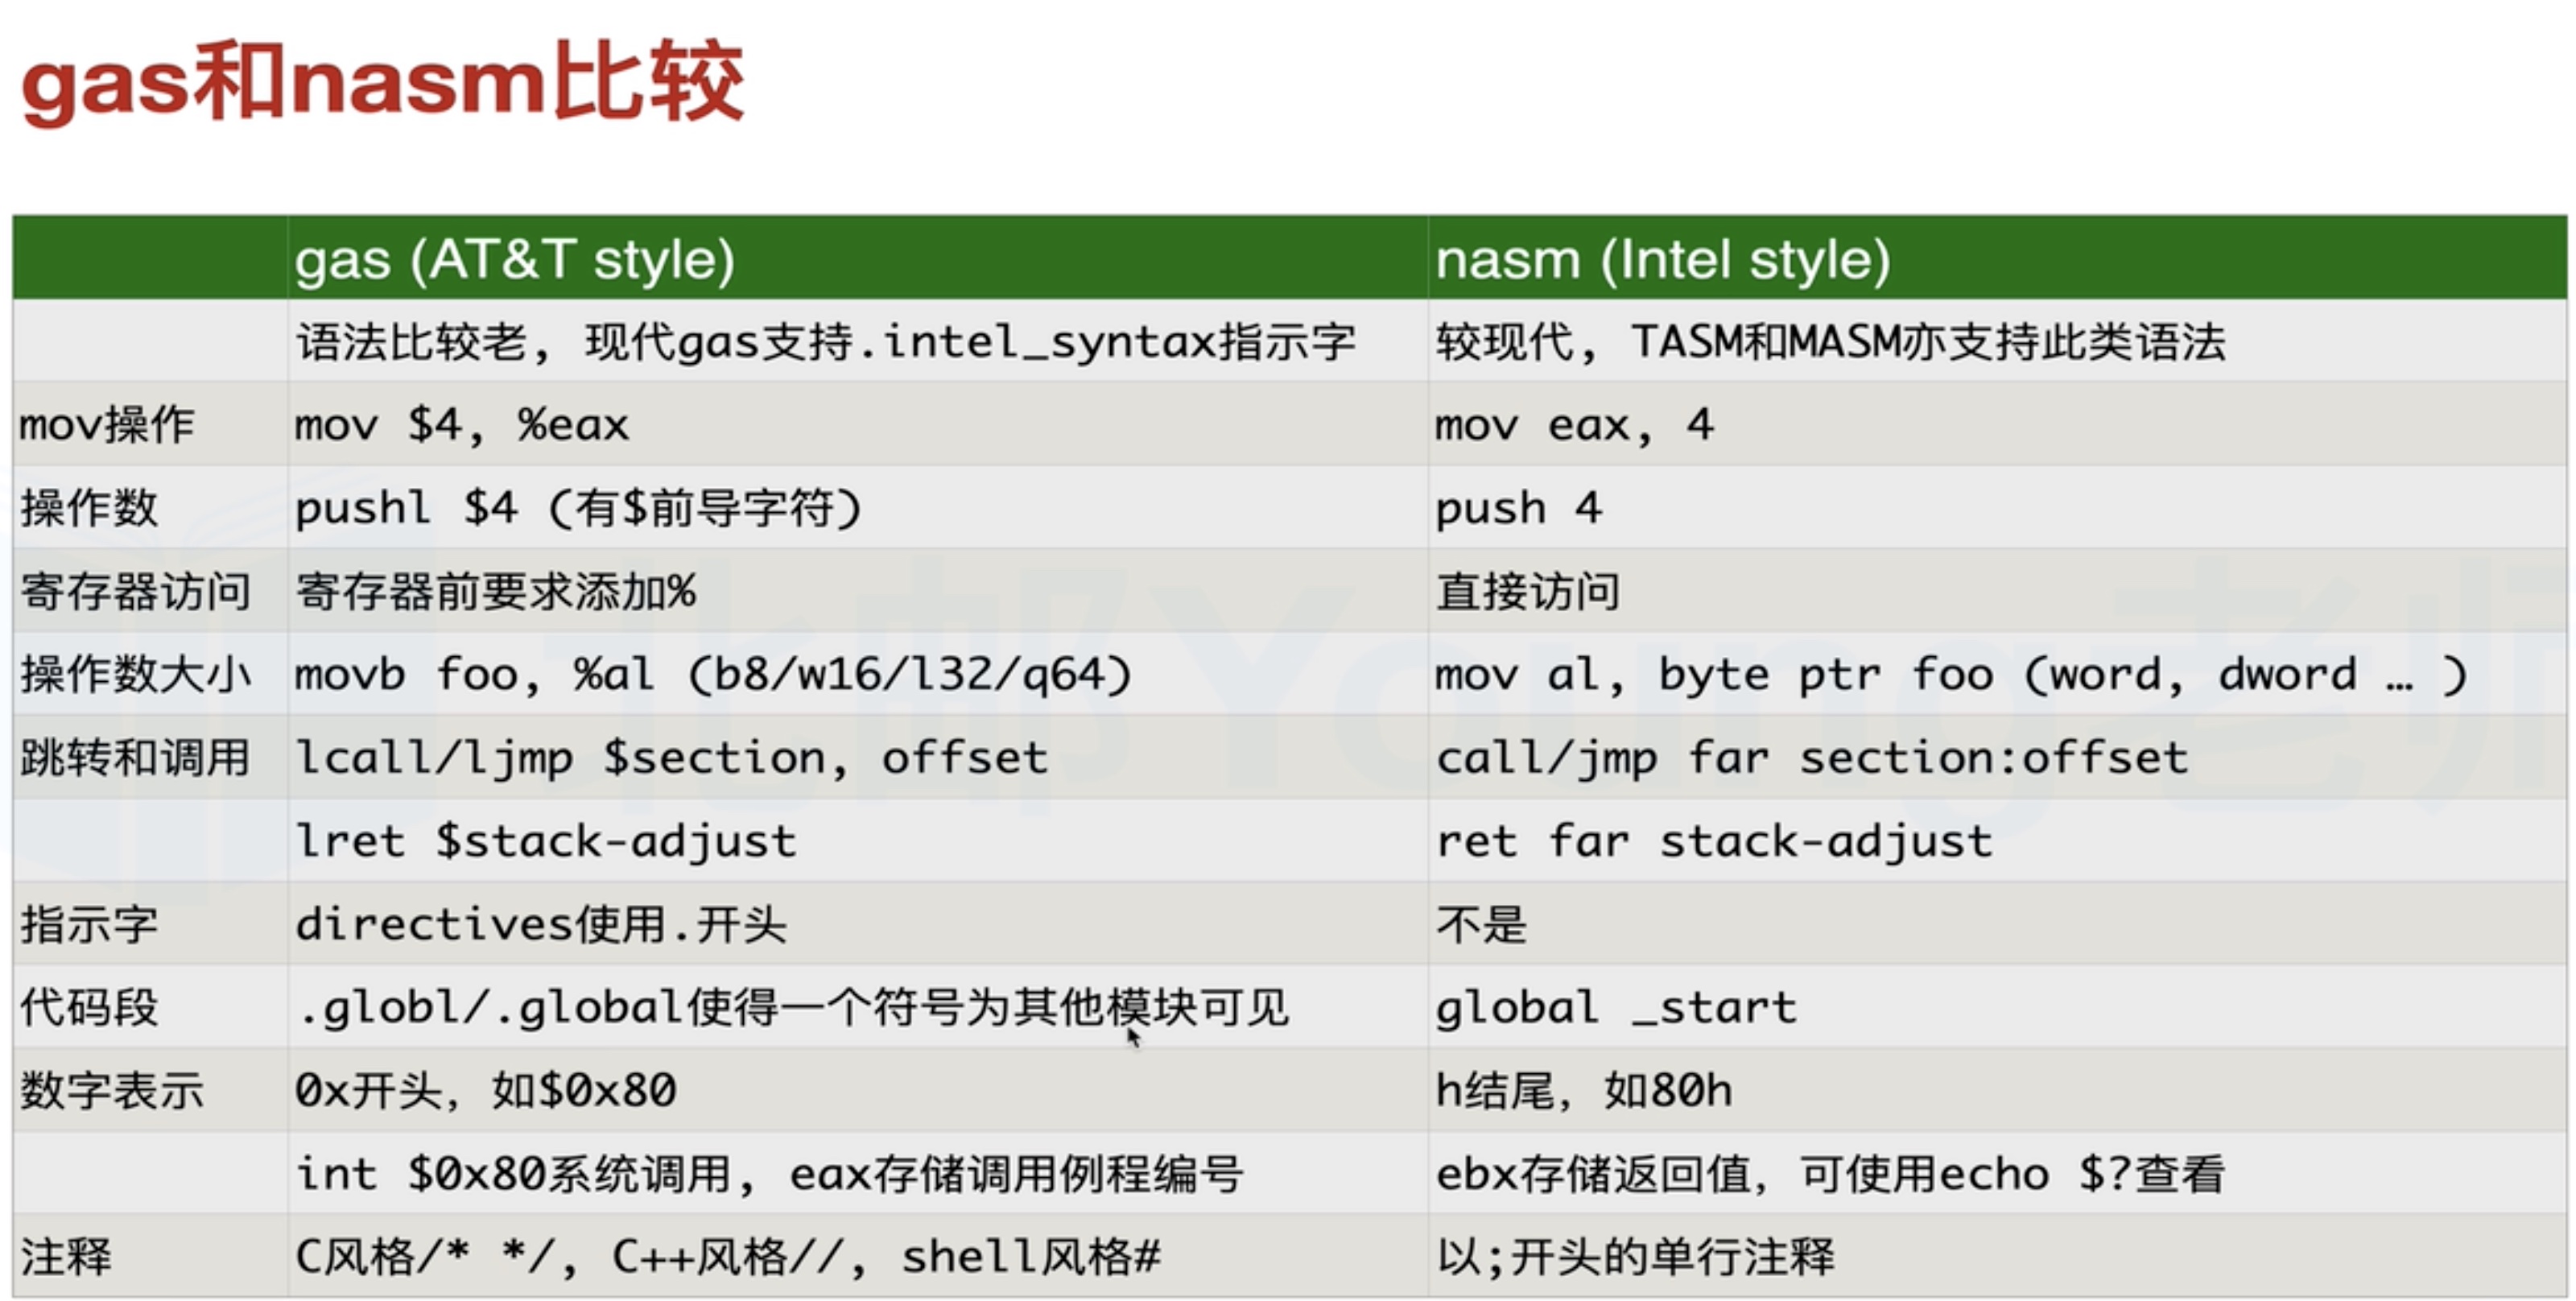 gas和nasm比较
gas (AT&T style) nasm (Intel style)
语法比较老, 现代gas支持.intel_syntax指示字 较现代, TASM和MASM亦支持此类语法
mov操作 mov $4, %eax mov eax, 4
操作数 pushl $4 (有$前导字符) push 4
寄存器访问 寄存器前要求添加% 直接访问
操作数大小 movb foo, %al (b8/w16/l32/q64) mov al, byte ptr foo (word, dword … )
跳转和调用 lcall/ljmp $section, offset call/jmp far section:offset
lret $stack-adjust ret far stack-adjust
指示字 directives使用.开头 不是
代码段 .globl/.global使得一个符号为其他模块可见 global _start
数字表示 0x开头, 如$0x80 h结尾, 如80h
int $0x80系统调用, eax存储调用例程编号 ebx存储返回值, 可使用echo $?查看
注释 C风格/* */, C++风格//, shell风格# 以;开头的单行注释
北邮Young老师